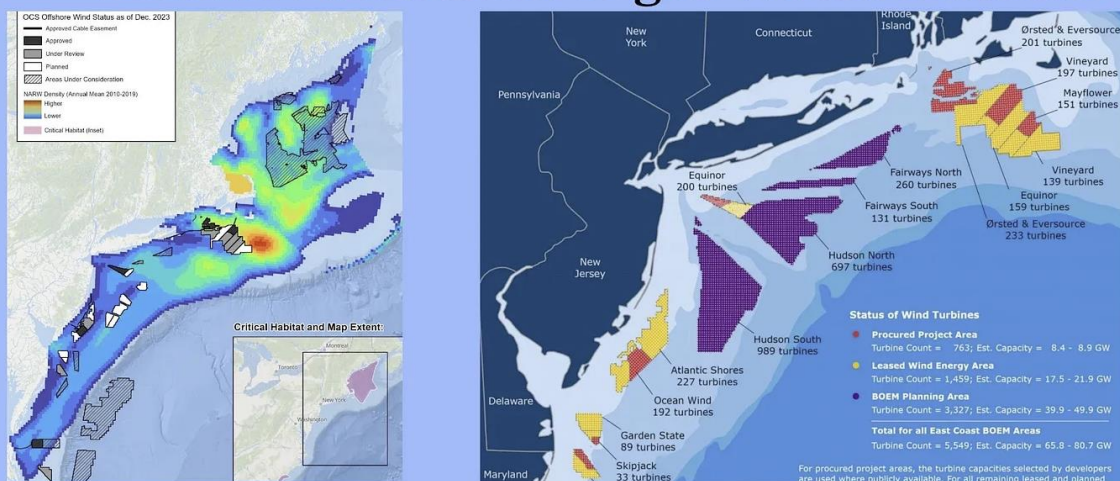 OCS Offshore Wind Status as of Dec. 2023
Approved Cable Easement
Approved
Under Review
Planned
Areas Under Consideration
NARW Density (Annual Mean 2010-2019)
Higher
Lower
Critical Habitat (Inset)
Critical Habitat and Map Extent:
Montreal
Toronto
New York
Washington
New
York
Connecticut
Rhode
Island
Pennsylvania
New
Jersey
Delaware
Maryland
Ørsted & Eversource
201 turbines
Vineyard
197 turbines
Mayflower
151 turbines
Vineyard
139 turbines
Equinor
159 turbines
Ørsted & Eversource
233 turbines
Fairways North
260 turbines
Fairways South
131 turbines
Equinor
200 turbines
Hudson North
697 turbines
Hudson South
989 turbines
Atlantic Shores
227 turbines
Ocean Wind
192 turbines
Garden State
89 turbines
Skipjack
33 turbines
Status of Wind Turbines
Procured Project Area
Turbine Count = 763; Est. Capacity = 8.4 - 8.9 GW
Leased Wind Energy Area
Turbine Count = 1,459; Est. Capacity = 17.5 - 21.9 GW
BOEM Planning Area
Turbine Count = 3,327; Est. Capacity = 39.9 - 49.9 GW
Total for all East Coast BOEM Areas
Turbine Count = 5,549; Est. Capacity = 65.8 - 80.7 GW
For procured project areas, the turbine capacities selected by developers
are used where publicly available. For all remaining leased and planned